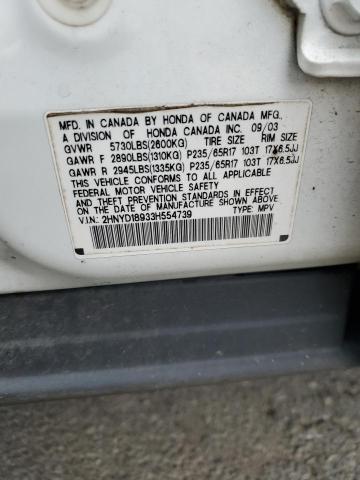 MFD. IN CANADA BY HONDA OF CANADA MFG.,
A DIVISION OF HONDA CANADA INC. 09/03
GVWR 5730LBS(2600KG) TIRE SIZE RIM SIZE
GAWR F 2890LBS(1310KG) P235/65R17 103T 17X6.5JJ
GAWR R 2945LBS(1335KG) P235/65R17 103T 17X6.5JJ
THIS VEHICLE CONFORMS TO ALL APPLICABLE
FEDERAL MOTOR VEHICLE SAFETY, BUMPER,
AND THEFT PREVENTION STANDARDS IN EFFECT
ON THE DATE OF MANUFACTURE SHOWN ABOVE.
V.I.N.: 2HNYD18933H554739 TYPE: MPV